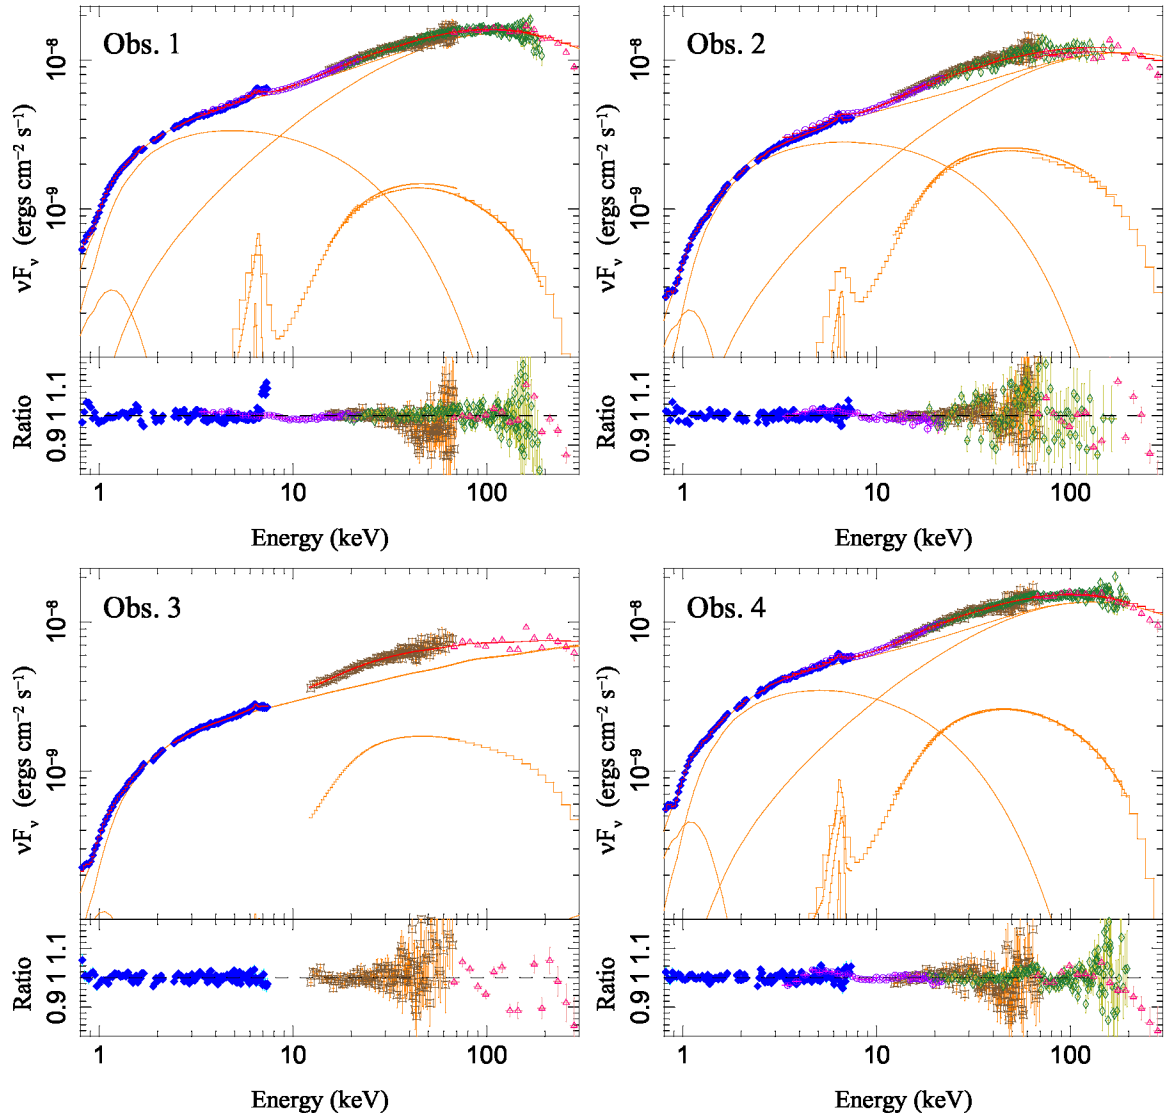 Obs. 1
10⁻⁸
10⁻⁹
νFν (ergs cm⁻² s⁻¹)
Ratio
0.9 1 1.1
1 10 100
Energy (keV)
Obs. 2
10⁻⁸
10⁻⁹
νFν (ergs cm⁻² s⁻¹)
Ratio
0.9 1 1.1
1 10 100
Energy (keV)
Obs. 3
10⁻⁸
10⁻⁹
νFν (ergs cm⁻² s⁻¹)
Ratio
0.9 1 1.1
1 10 100
Energy (keV)
Obs. 4
10⁻⁸
10⁻⁹
νFν (ergs cm⁻² s⁻¹)
Ratio
0.9 1 1.1
1 10 100
Energy (keV)